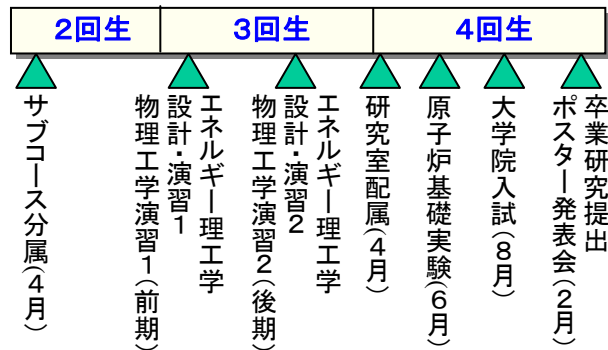 2回生
3回生
4回生
サブコース分属(4月)
エネルギー理工学
設計・演習1
物理工学演習1(前期)
エネルギー理工学
設計・演習2
物理工学演習2(後期)
研究室配属(4月)
原子炉基礎実験(6月)
大学院入試(8月)
卒業研究提出
ポスター発表会(2月)